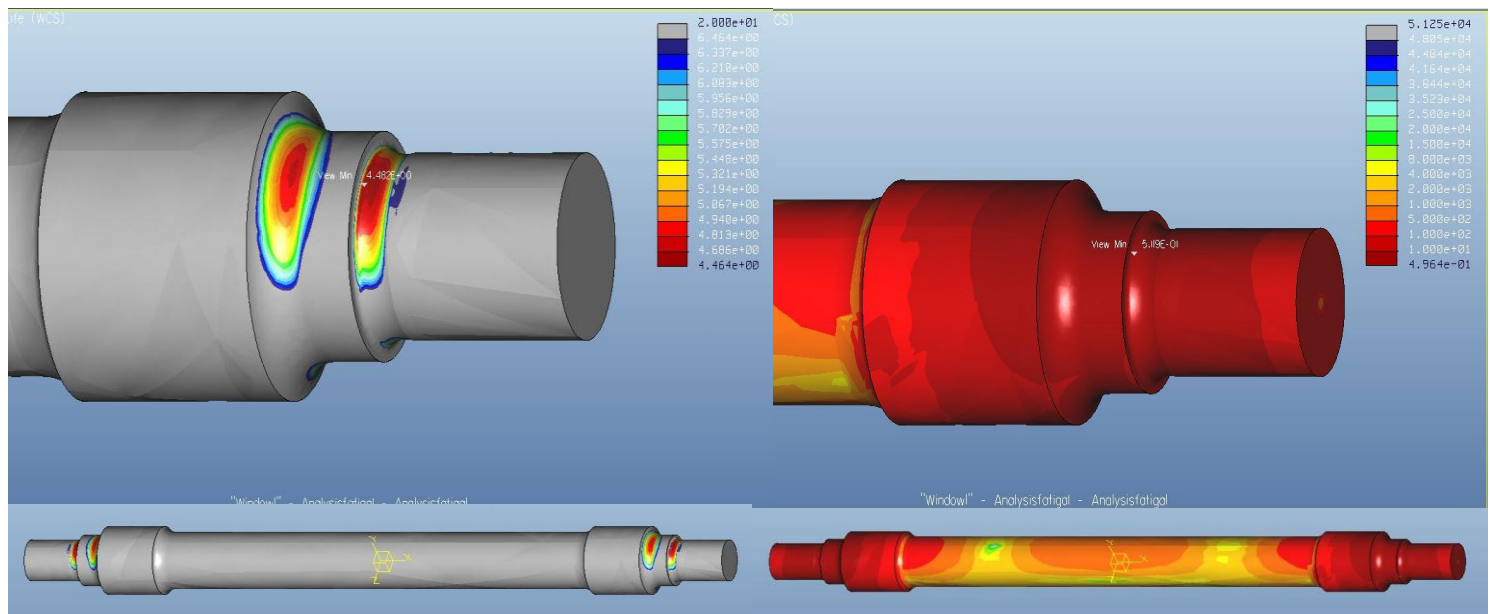 ife (WCS)
2.000e+01
6.464e+00
6.337e+00
6.210e+00
6.083e+00
5.956e+00
5.829e+00
5.702e+00
5.575e+00
5.448e+00
5.321e+00
5.194e+00
5.067e+00
4.940e+00
4.813e+00
4.686e+00
4.464e+00
View Min 4.482E+00
"Window1" - Analysisfatigal - Analysisfatigal
CS)
5.125e+04
4.805e+04
4.484e+04
4.164e+04
3.844e+04
3.523e+04
2.500e+04
2.000e+04
1.500e+04
8.000e+03
4.000e+03
2.000e+03
1.000e+03
5.000e+02
1.000e+02
1.000e+01
4.964e-01
View Min 5.119E-01
"Window1" - Analysisfatigal - Analysisfatigal